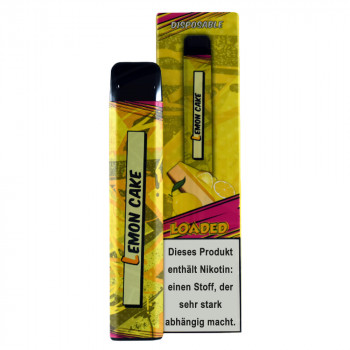 DISPOSABLE
LEMON CAKE
LEMON CAKE
LOADED
Dieses Produkt
enthält Nikotin:
einen Stoff, der
sehr stark
abhängig macht.